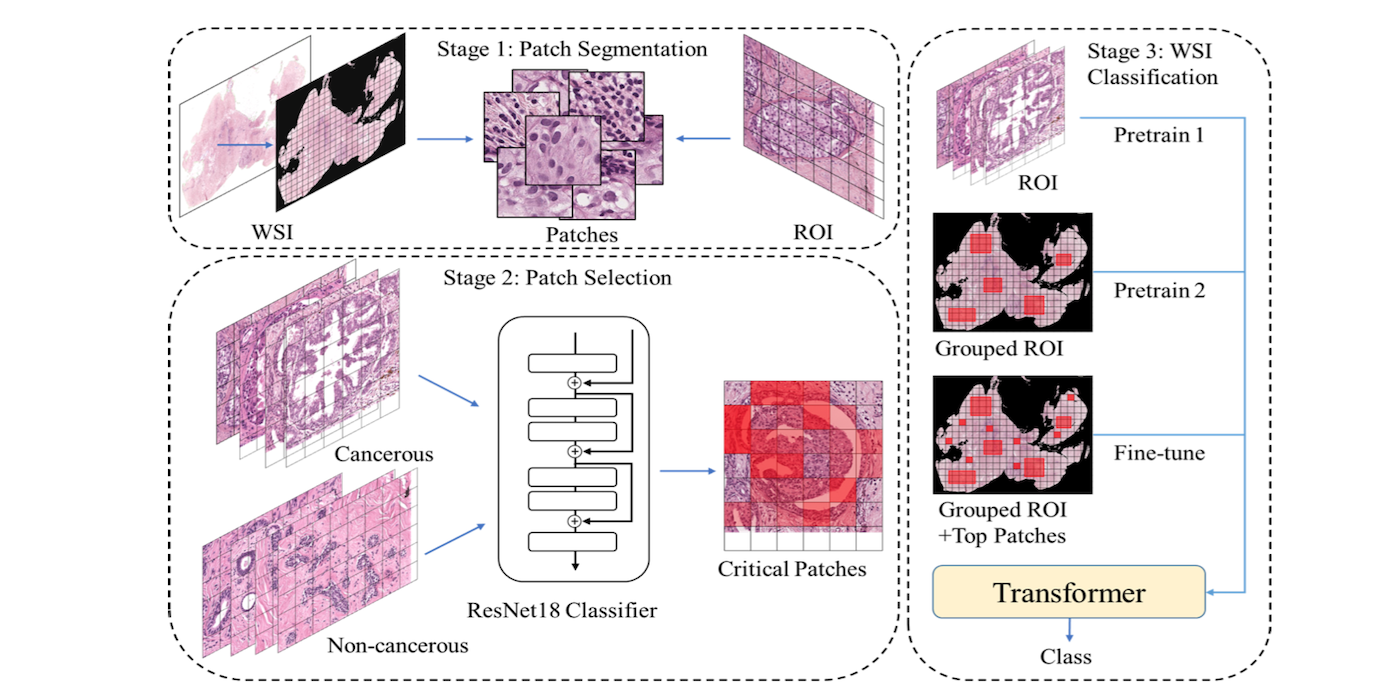 Stage 1: Patch Segmentation
WSI
Patches
ROI
Stage 2: Patch Selection
Cancerous
Non-cancerous
ResNet18 Classifier
Critical Patches
Stage 3: WSI
Classification
ROI
Pretrain 1
Grouped ROI
Pretrain 2
Grouped ROI
+Top Patches
Fine-tune
Transformer
Class